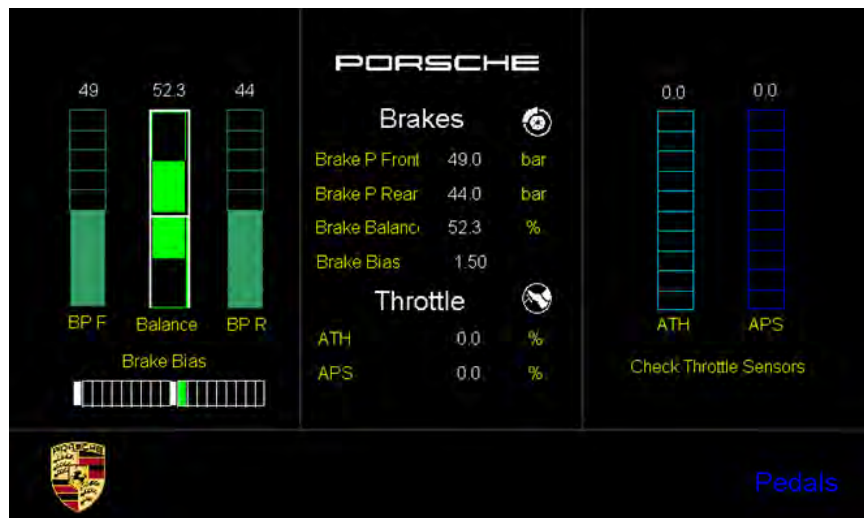 49 52.3 44
BP F Balance BP R
Brake Bias
PORSCHE
Brakes
Brake P Front 49.0 bar
Brake P Rear 44.0 bar
Brake Balanc 52.3 %
Brake Bias 1.50
Throttle
ATH 0.0 %
APS 0.0 %
0.0 0.0
ATH APS
Check Throttle Sensors
PORSCHE
Pedals